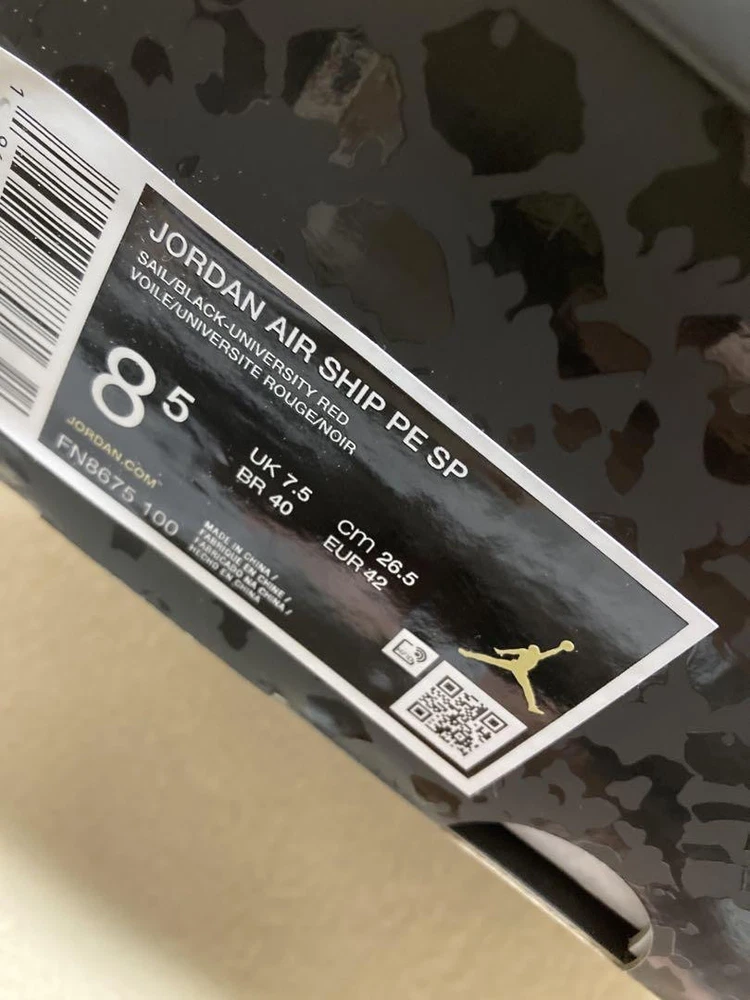 JORDAN AIR SHIP PE SP
SAIL/BLACK-UNIVERSITY RED
VOILE/UNIVERSITE ROUGE/NOIR
8 5
UK 7.5
BR 40
cm 26.5
EUR 42
JORDAN.COM™
FN8675 100
MADE IN CHINA /
FABRIQUE EN CHINE /
FABRICADO NA CHINA /
HECHO EN CHINA